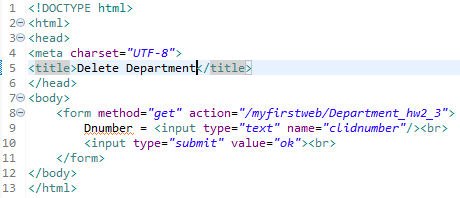 1 <!DOCTYPE html>
2 <html>
3 <head>
4 <meta charset="UTF-8">
5 <title>Delete Department</title>
6 </head>
7 <body>
8 <form method="get" action="/myfirstweb/Department_hw2_3">
9 Dnumber = <input type="text" name="clidnumber"/><br>
10 <input type="submit" value="ok"><br>
11 </form>
12 </body>
13 </html>